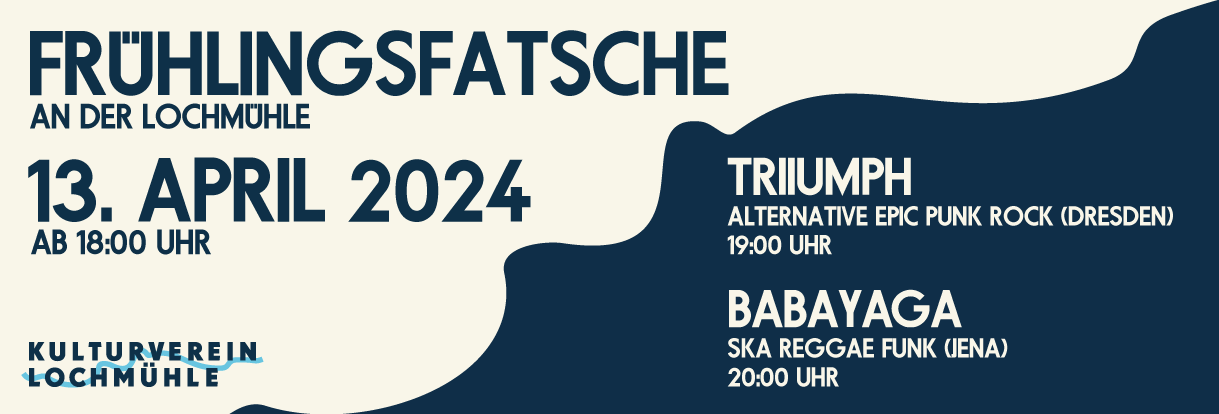 FRÜHLINGSFATSCHE
AN DER LOCHMÜHLE
13. APRIL 2024
AB 18:00 UHR
TRIIUMPH
ALTERNATIVE EPIC PUNK ROCK (DRESDEN)
19:00 UHR
BABAYAGA
SKA REGGAE FUNK (JENA)
20:00 UHR
KULTURVEREIN
LOCHMÜHLE